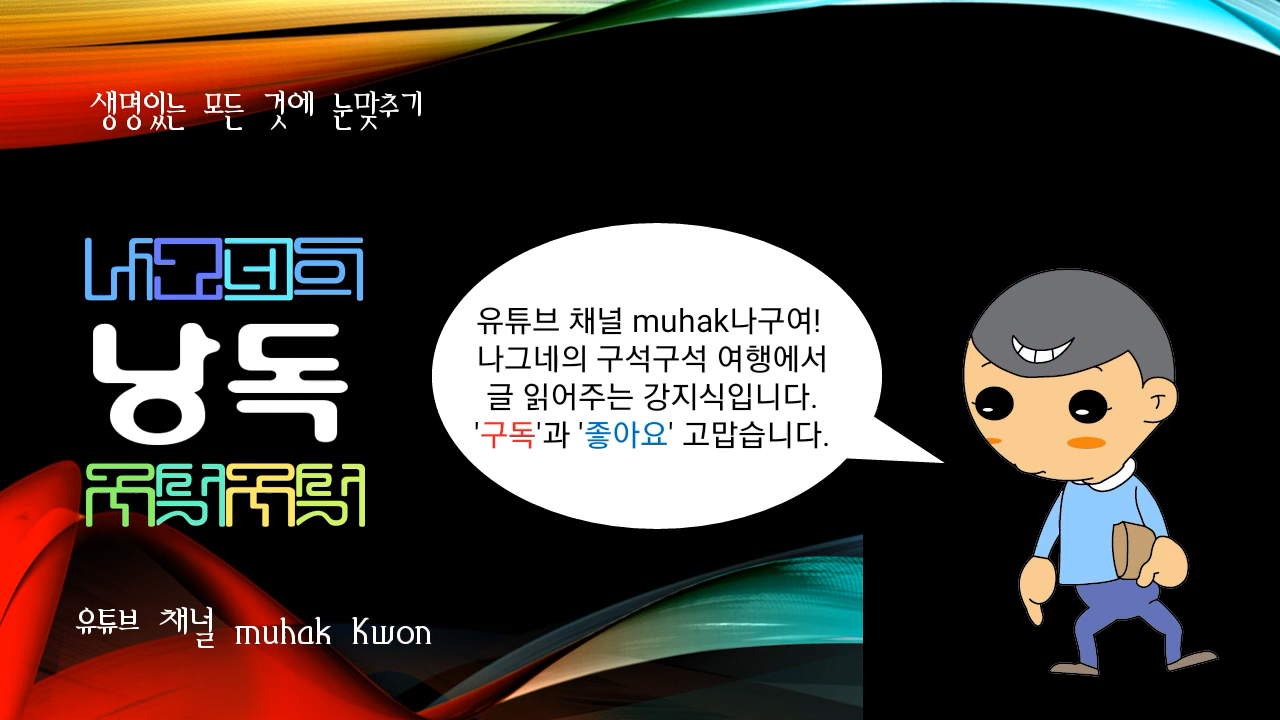 생명있는 모든 것에 눈맞추기
나그네의
낭독
구석구석
유튜브 채널 muhak나구여!
나그네의 구석구석 여행에서
글 읽어주는 강지식입니다.
'구독'과 '좋아요' 고맙습니다.
유튜브 채널 muhak Kwon